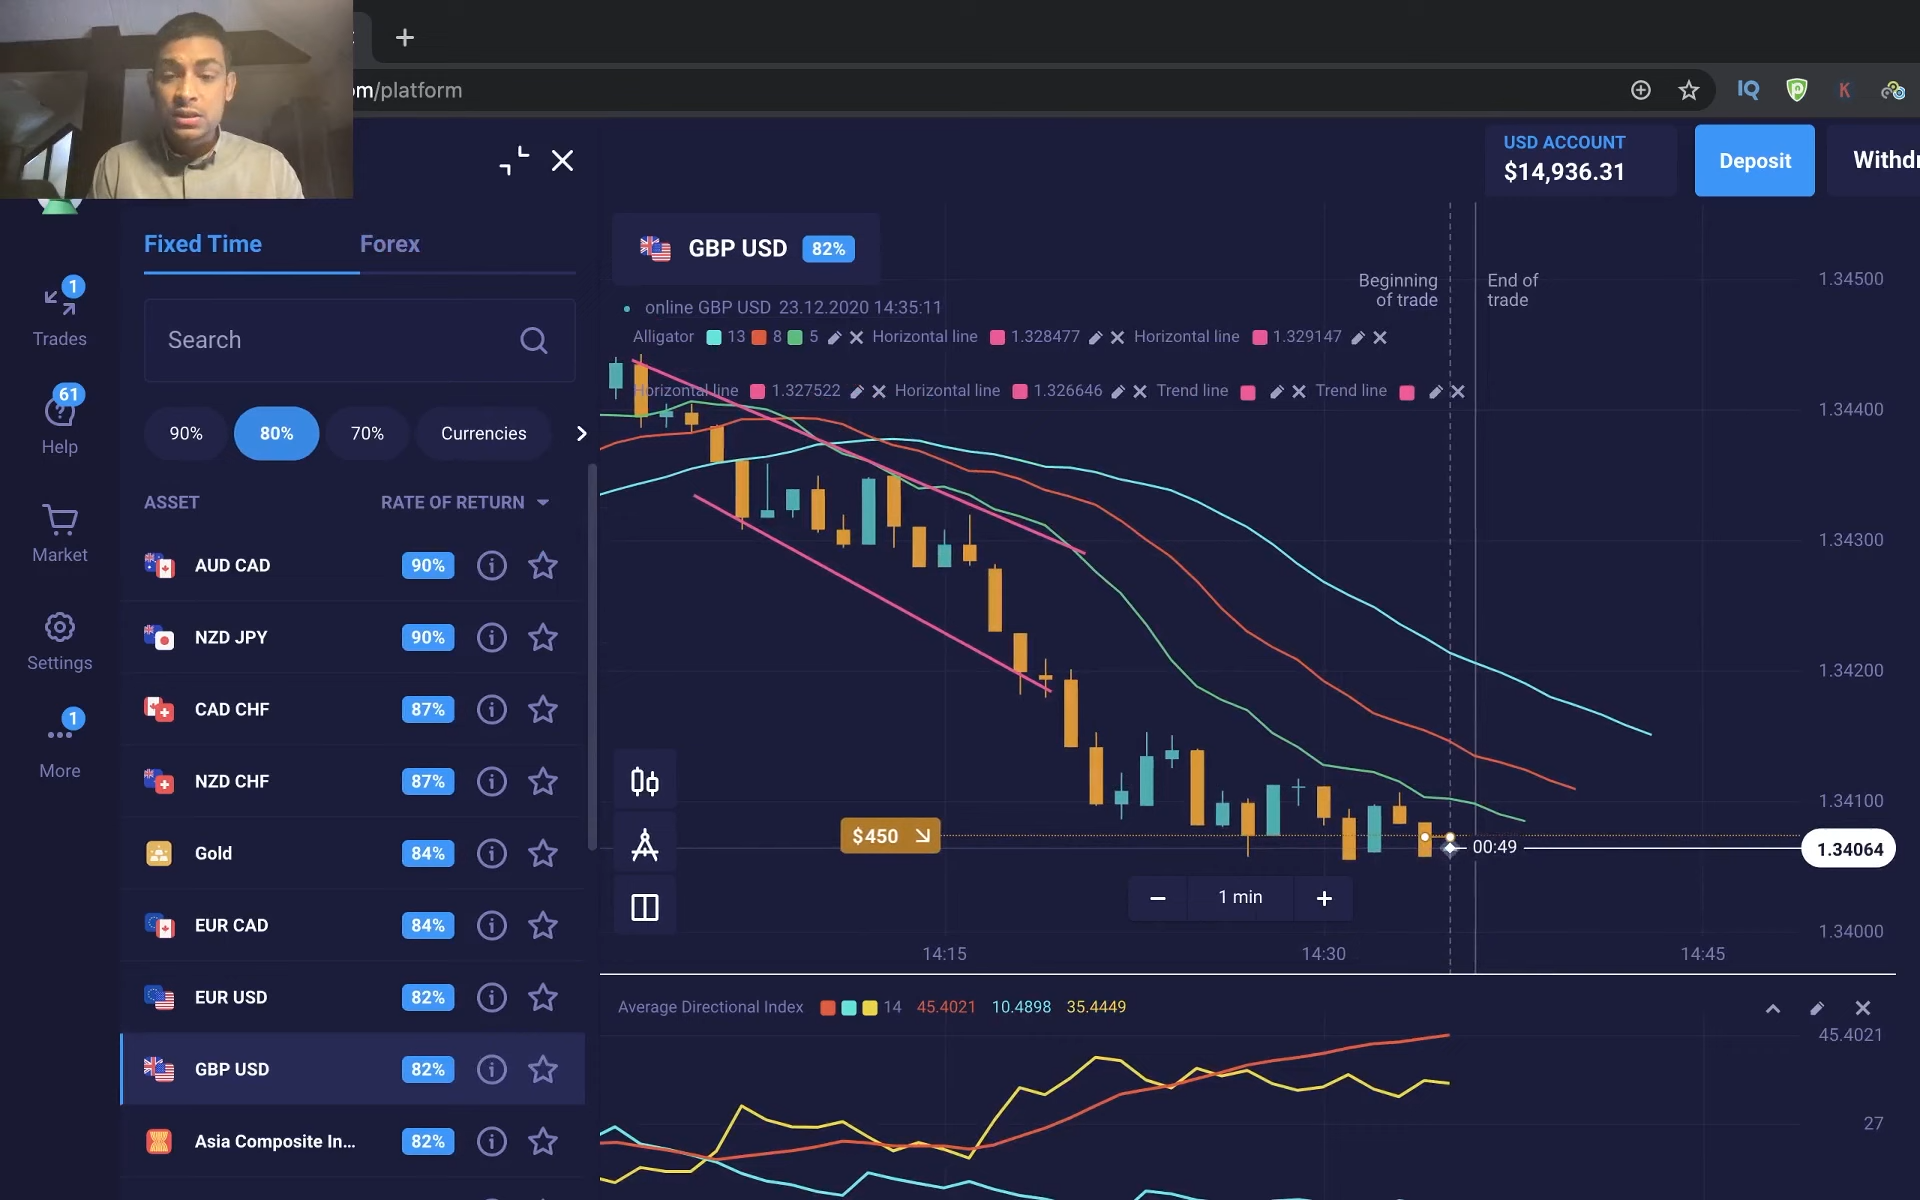 om/platform
IQ
K
USD ACCOUNT
$14,936.31
Deposit
Withdr
Fixed Time
Forex
Search
90%
80%
70%
Currencies
ASSET
RATE OF RETURN
AUD CAD 90%
NZD JPY 90%
CAD CHF 87%
NZD CHF 87%
Gold 84%
EUR CAD 84%
EUR USD 82%
GBP USD 82%
Asia Composite In... 82%
1
Trades
61
Help
Market
Settings
1
More
GBP USD 82%
online GBP USD 23.12.2020 14:35:11
Alligator 13 8 5 Horizontal line 1.328477 Horizontal line 1.329147
Horizontal line 1.327522 Horizontal line 1.326646 Trend line Trend line
Beginning
of trade
End of
trade
1.34500
1.34400
1.34300
1.34200
1.34100
1.34064
1.34000
$450
00:49
− 1 min +
14:15
14:30
14:45
Average Directional Index 14 45.4021 10.4898 35.4449
45.4021
27